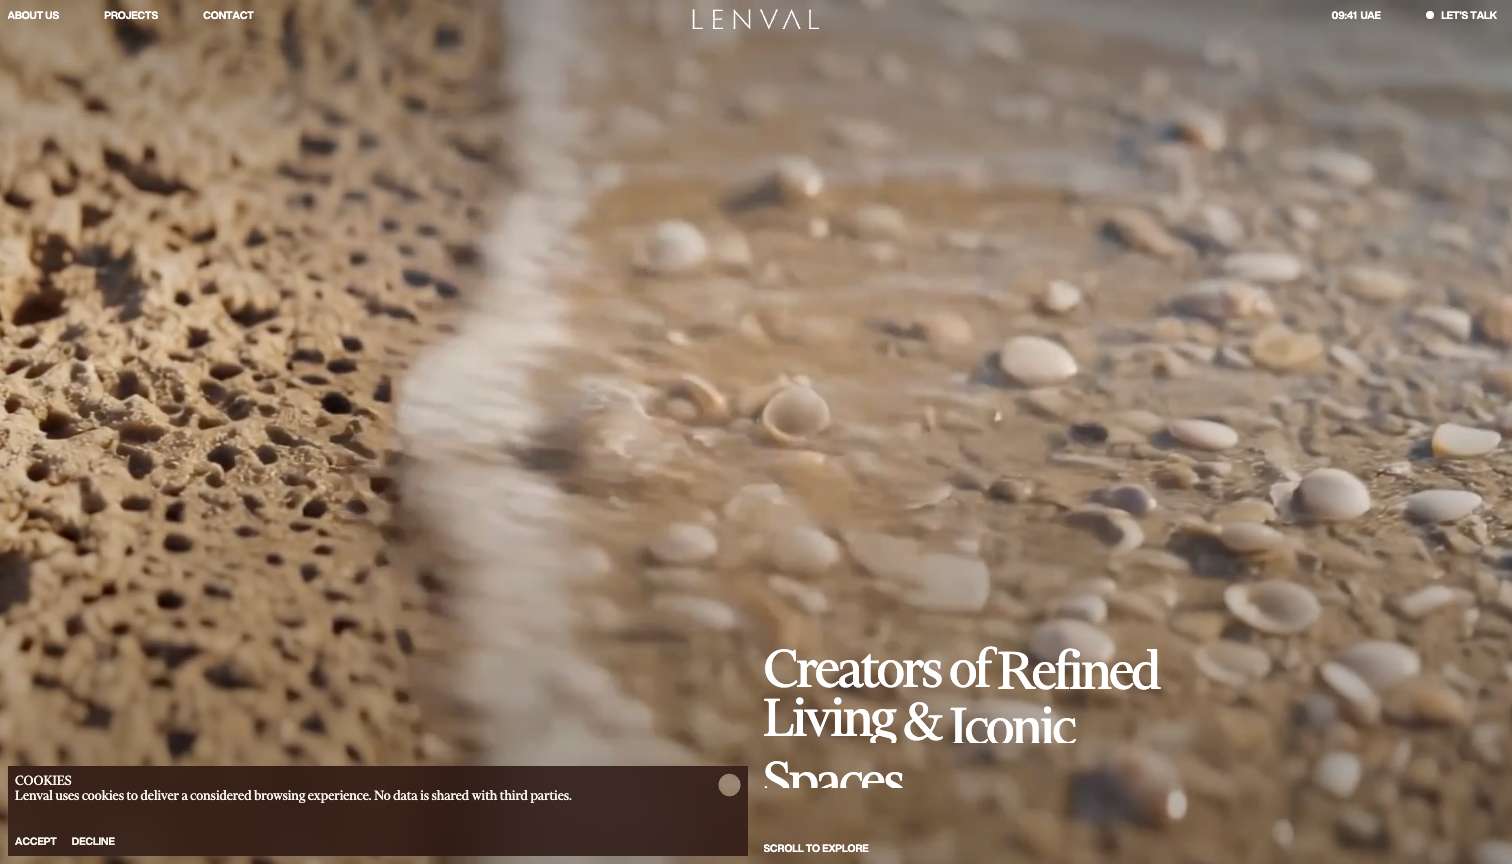 ABOUT US PROJECTS CONTACT LENVAL 09:41 UAE LET'S TALK
Creators of Refined
Living & Iconic
Spaces
COOKIES
Lenval uses cookies to deliver a considered browsing experience. No data is shared with third parties.
ACCEPT DECLINE
SCROLL TO EXPLORE